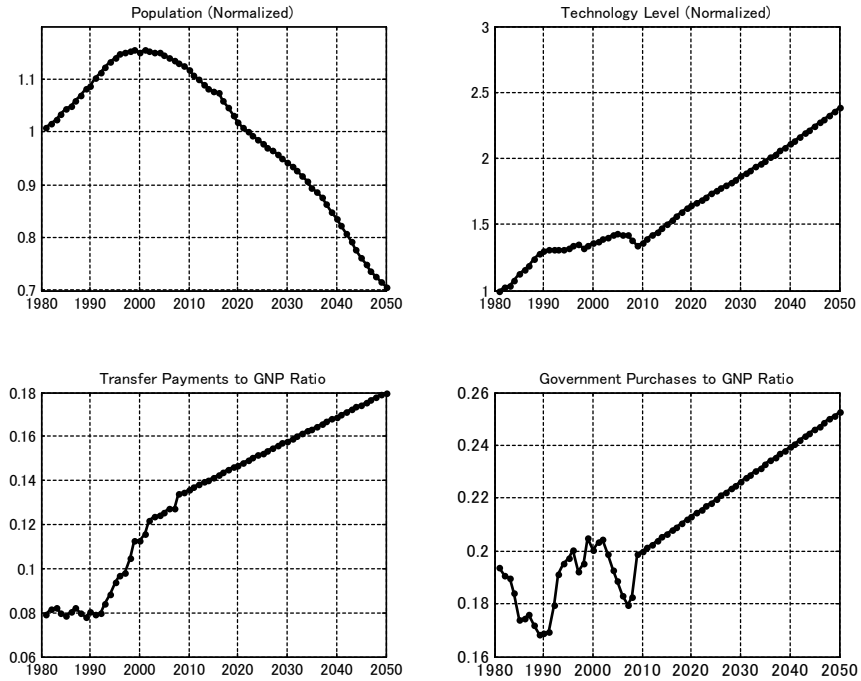 Population (Normalized)
1.1
1
0.9
0.8
0.7
1980 1990 2000 2010 2020 2030 2040 2050
Technology Level (Normalized)
3
2.5
2
1.5
1
1980 1990 2000 2010 2020 2030 2040 2050
Transfer Payments to GNP Ratio
0.18
0.16
0.14
0.12
0.1
0.08
0.06
1980 1990 2000 2010 2020 2030 2040 2050
Government Purchases to GNP Ratio
0.26
0.24
0.22
0.2
0.18
0.16
1980 1990 2000 2010 2020 2030 2040 2050